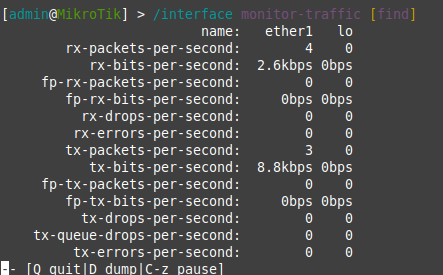 [admin@MikroTik] > /interface monitor-traffic [find]
name: ether1 lo
rx-packets-per-second: 4 0
rx-bits-per-second: 2.6kbps 0bps
fp-rx-packets-per-second: 0 0
fp-rx-bits-per-second: 0bps 0bps
rx-drops-per-second: 0 0
rx-errors-per-second: 0 0
tx-packets-per-second: 3 0
tx-bits-per-second: 8.8kbps 0bps
fp-tx-packets-per-second: 0 0
fp-tx-bits-per-second: 0bps 0bps
tx-drops-per-second: 0 0
tx-queue-drops-per-second: 0 0
tx-errors-per-second: 0 0
-- [Q quit|D dump|C-z pause]